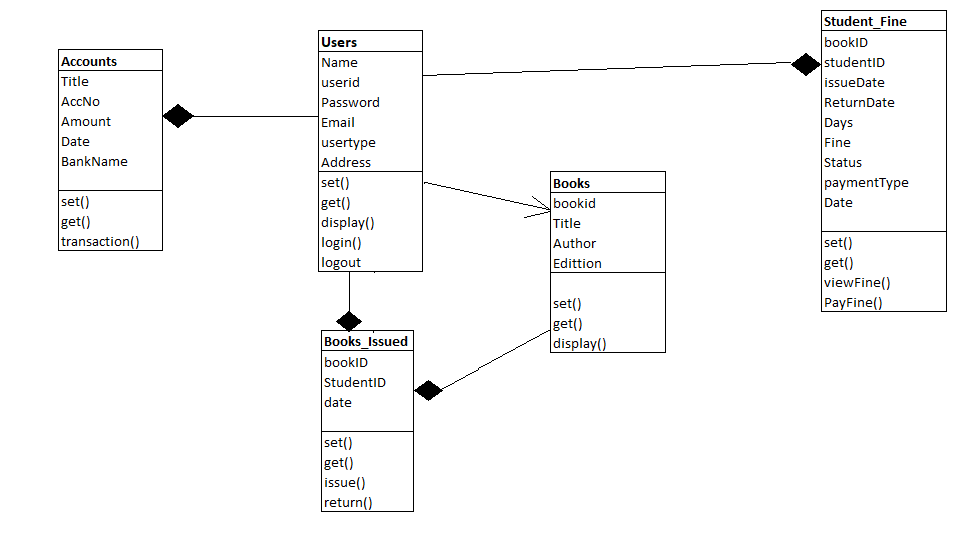 Accounts
Title
AccNo
Amount
Date
BankName
set()
get()
transaction()
Users
Name
userid
Password
Email
usertype
Address
set()
get()
display()
login()
logout
Books_Issued
bookID
StudentID
date
set()
get()
issue()
return()
Books
bookid
Title
Author
Edittion
set()
get()
display()
Student_Fine
bookID
studentID
issueDate
ReturnDate
Days
Fine
Status
paymentType
Date
set()
get()
viewFine()
PayFine()